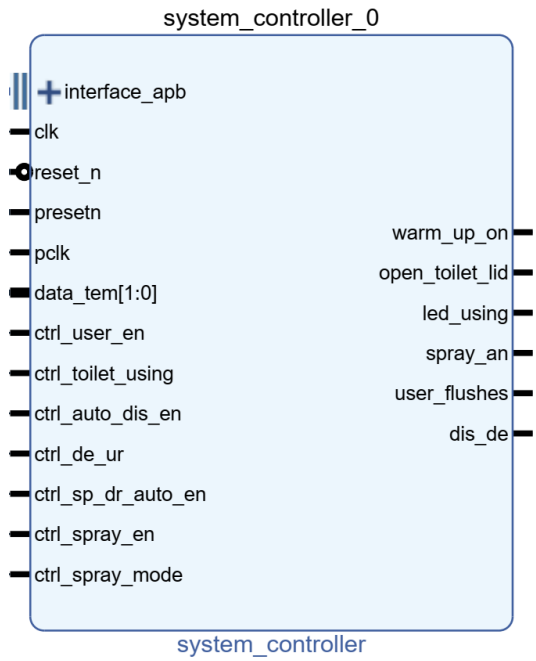 system_controller_0
interface_apb
clk
reset_n
presetn
pclk
data_tem[1:0]
ctrl_user_en
ctrl_toilet_using
ctrl_auto_dis_en
ctrl_de_ur
ctrl_sp_dr_auto_en
ctrl_spray_en
ctrl_spray_mode
warm_up_on
open_toilet_lid
led_using
spray_an
user_flushes
dis_de
system_controller